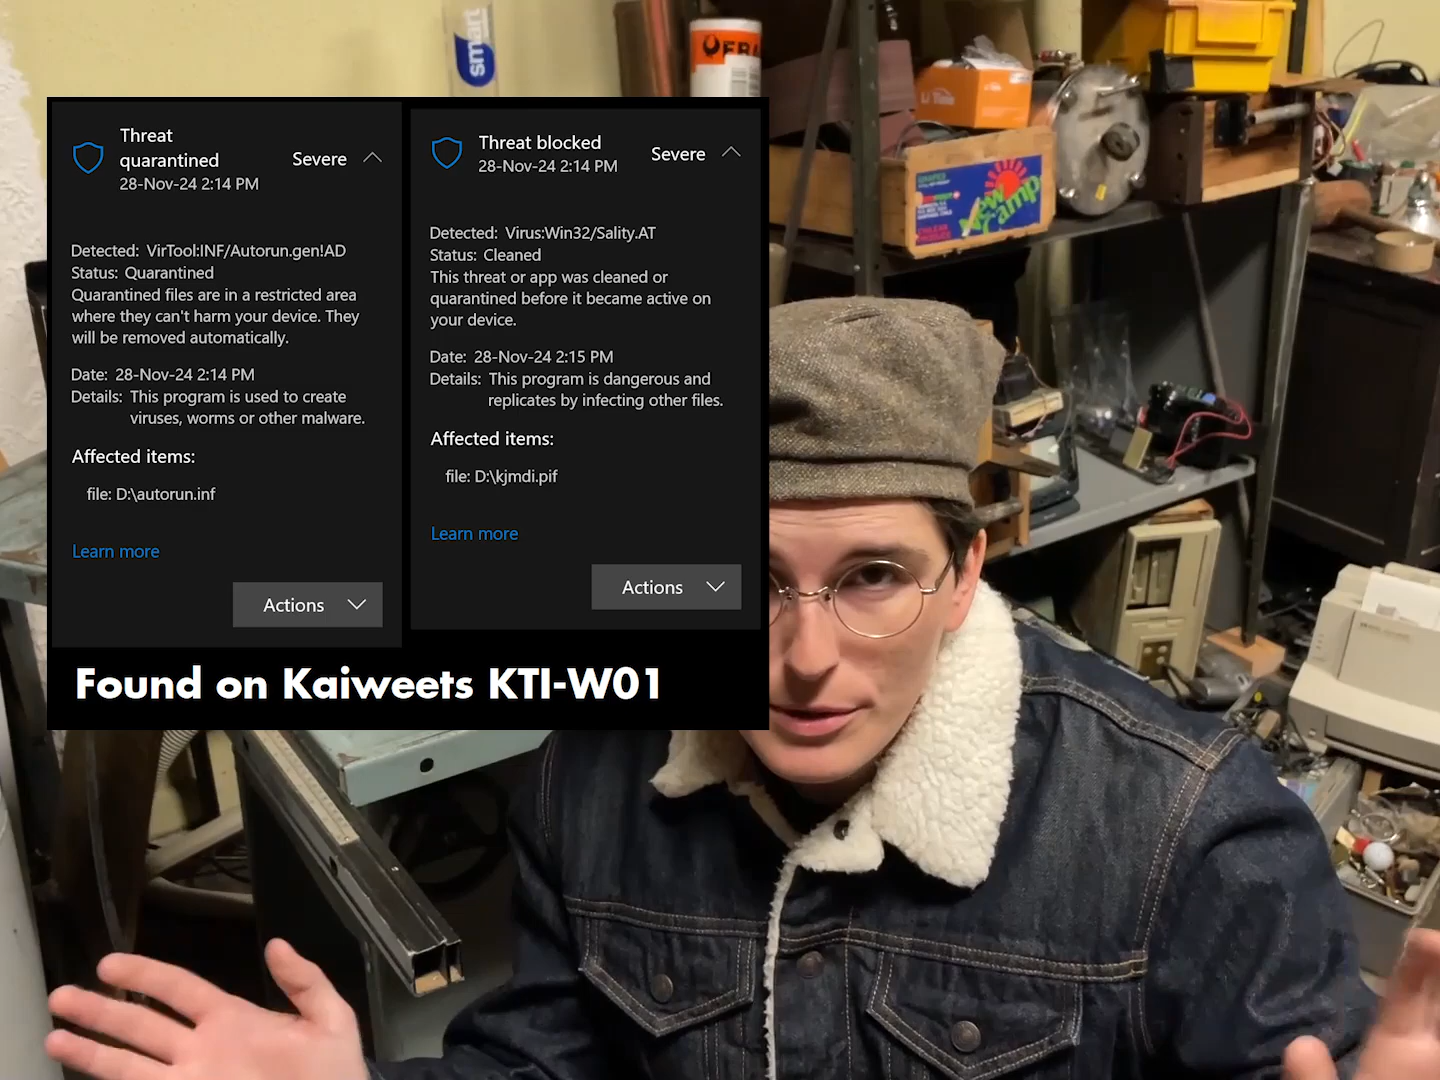 Threat
quarantined
28-Nov-24 2:14 PM
Severe
Detected: VirTool:INF/Autorun.gen!AD
Status: Quarantined
Quarantined files are in a restricted area
where they can't harm your device. They
will be removed automatically.
Date: 28-Nov-24 2:14 PM
Details: This program is used to create
viruses, worms or other malware.
Affected items:
file: D:\autorun.inf
Learn more
Actions
Threat blocked
28-Nov-24 2:14 PM
Severe
Detected: Virus:Win32/Sality.AT
Status: Cleaned
This threat or app was cleaned or
quarantined before it became active on
your device.
Date: 28-Nov-24 2:15 PM
Details: This program is dangerous and
replicates by infecting other files.
Affected items:
file: D:\kjmdi.pif
Learn more
Actions
Found on Kaiweets KTI-W01
smart